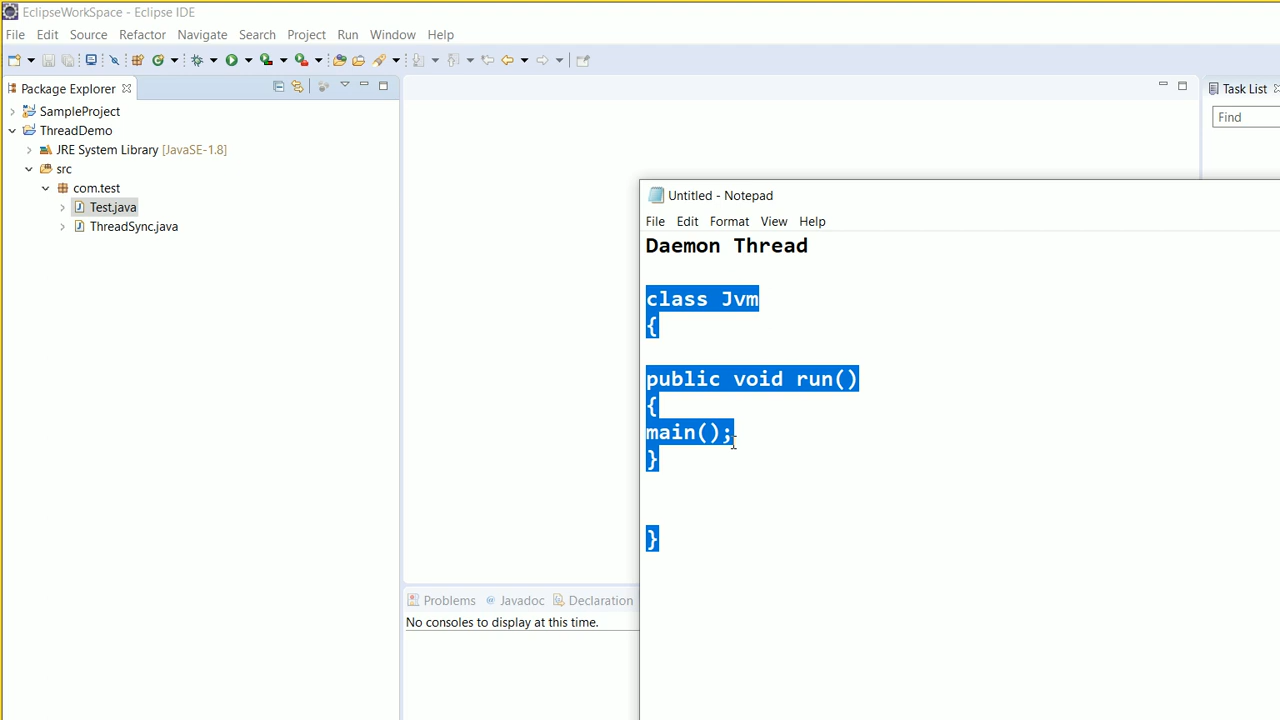 EclipseWorkSpace - Eclipse IDE
File Edit Source Refactor Navigate Search Project Run Window Help
Package Explorer
Task List
SampleProject
Find
ThreadDemo
JRE System Library [JavaSE-1.8]
src
com.test
Test.java
ThreadSync.java
Untitled - Notepad
File Edit Format View Help
Daemon Thread
class Jvm
{
public void run()
{
main();
}
}
Problems Javadoc Declaration
No consoles to display at this time.